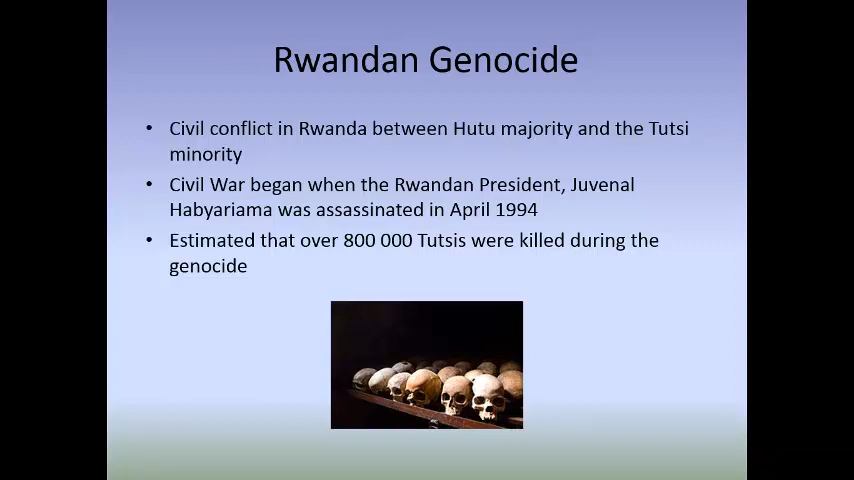 Rwandan Genocide
• Civil conflict in Rwanda between Hutu majority and the Tutsi
minority
• Civil War began when the Rwandan President, Juvenal
Habyariama was assassinated in April 1994
• Estimated that over 800 000 Tutsis were killed during the
genocide